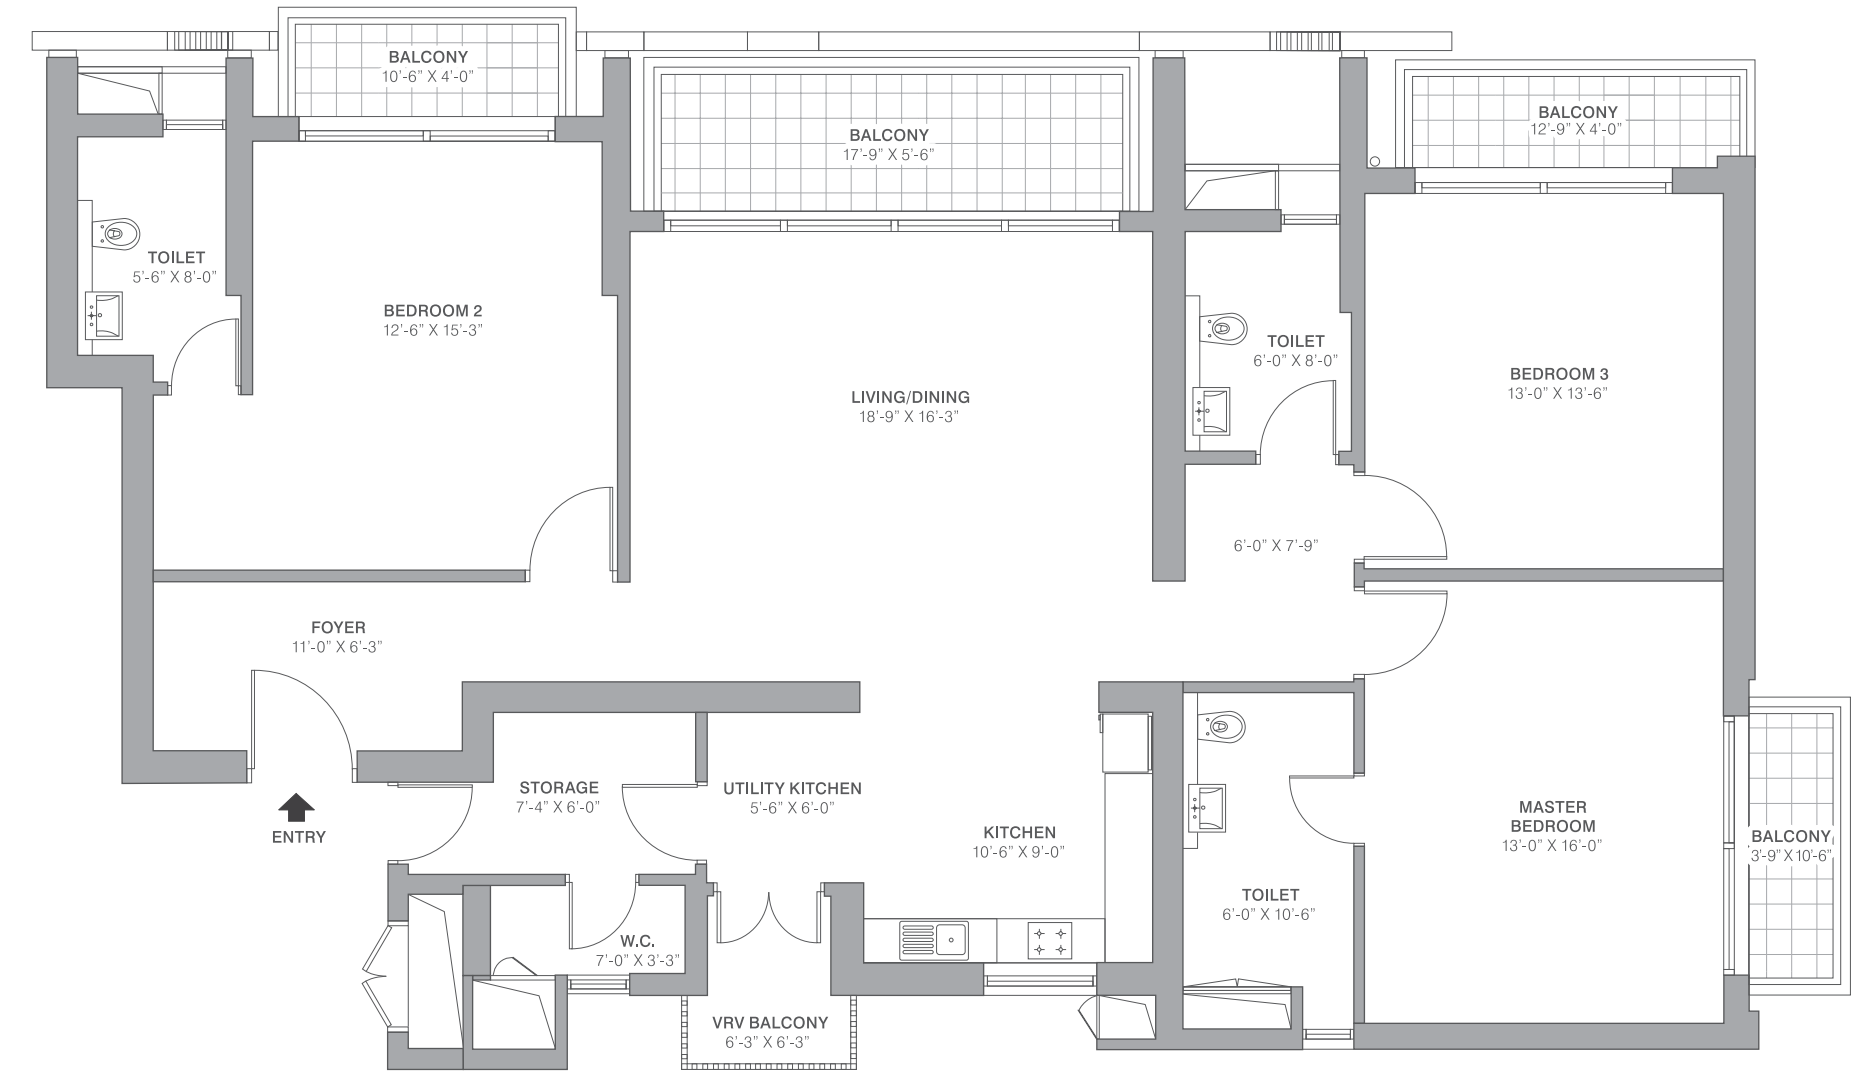 BALCONY
10'-6" X 4'-0"
BALCONY
17'-9" X 5'-6"
BALCONY
12'-9" X 4'-0"
TOILET
5'-6" X 8'-0"
BEDROOM 2
12'-6" X 15'-3"
TOILET
6'-0" X 8'-0"
BEDROOM 3
13'-0" X 13'-6"
LIVING/DINING
18'-9" X 16'-3"
6'-0" X 7'-9"
FOYER
11'-0" X 6'-3"
ENTRY
STORAGE
7'-4" X 6'-0"
UTILITY KITCHEN
5'-6" X 6'-0"
KITCHEN
10'-6" X 9'-0"
MASTER
BEDROOM
13'-0" X 16'-0"
BALCONY
3'-9" X 10'-6"
TOILET
6'-0" X 10'-6"
W.C.
7'-0" X 3'-3"
VRV BALCONY
6'-3" X 6'-3"